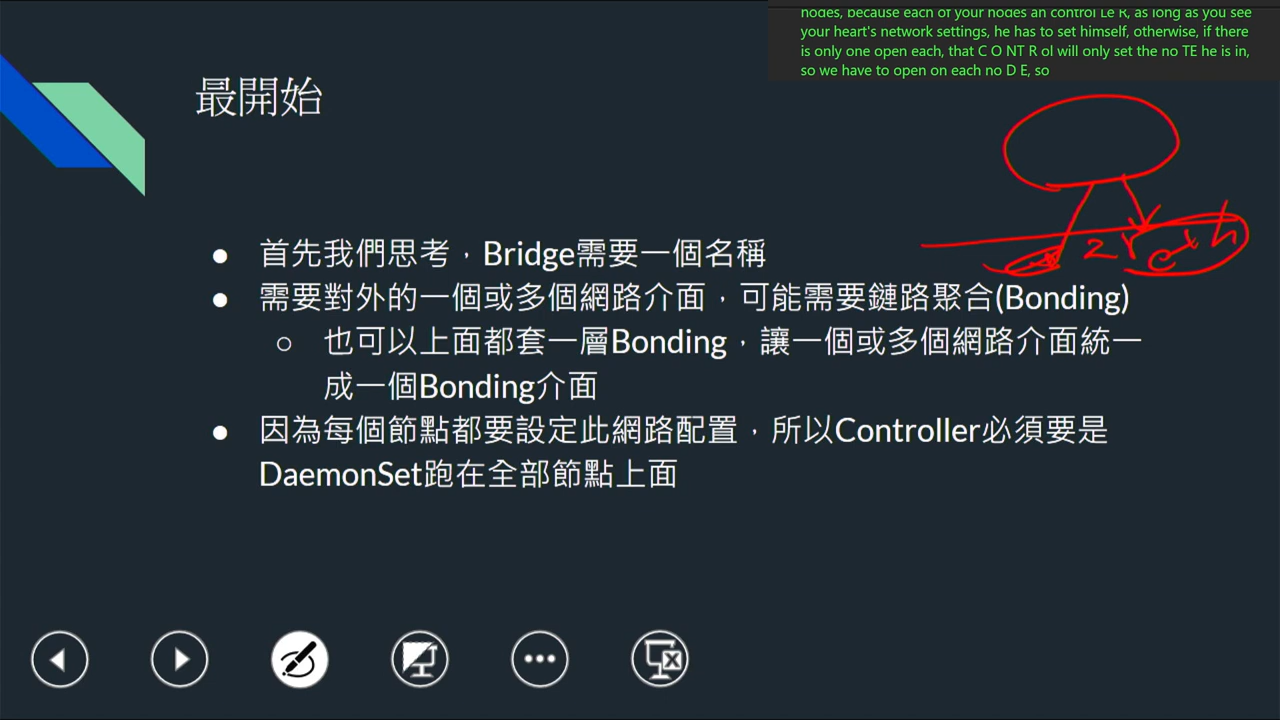 nodes, because each of your nodes an control Le R, as long as you see
your heart's network settings, he has to set himself, otherwise, if there
is only one open each, that C O NT R ol will only set the no TE he is in,
so we have to open on each no D E, so
最開始
首先我們思考，Bridge需要一個名稱
需要對外的一個或多個網路介面，可能需要鏈路聚合(Bonding)
也可以上面都套一層Bonding，讓一個或多個網路介面統一
成一個Bonding介面
因為每個節點都要設定此網路配置，所以Controller必須要是
DaemonSet跑在全部節點上面